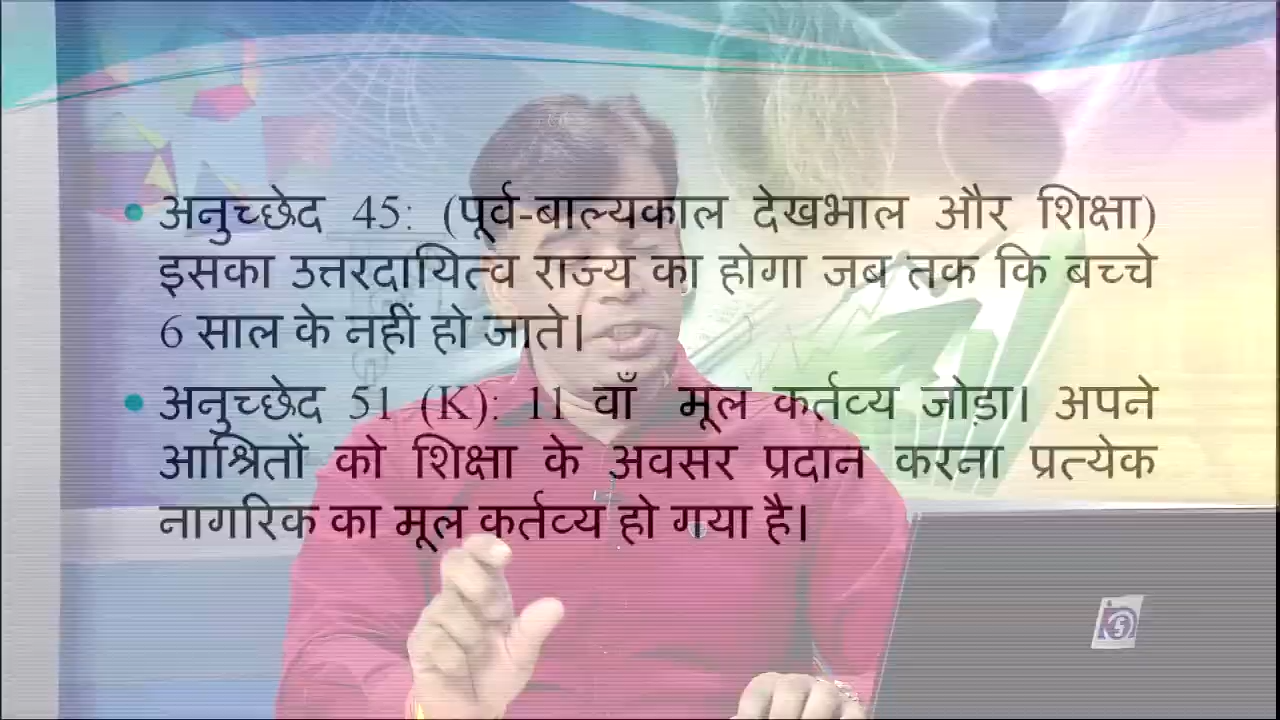 • अनुच्छेद 45: (पूर्व-बाल्यकाल देखभाल और शिक्षा)
इसका उत्तरदायित्व राज्य का होगा जब तक कि बच्चे
6 साल के नहीं हो जाते।
• अनुच्छेद 51 (K): 11 वाँ मूल कर्तव्य जोड़ा। अपने
आश्रितों को शिक्षा के अवसर प्रदान करना प्रत्येक
नागरिक का मूल कर्तव्य हो गया है।